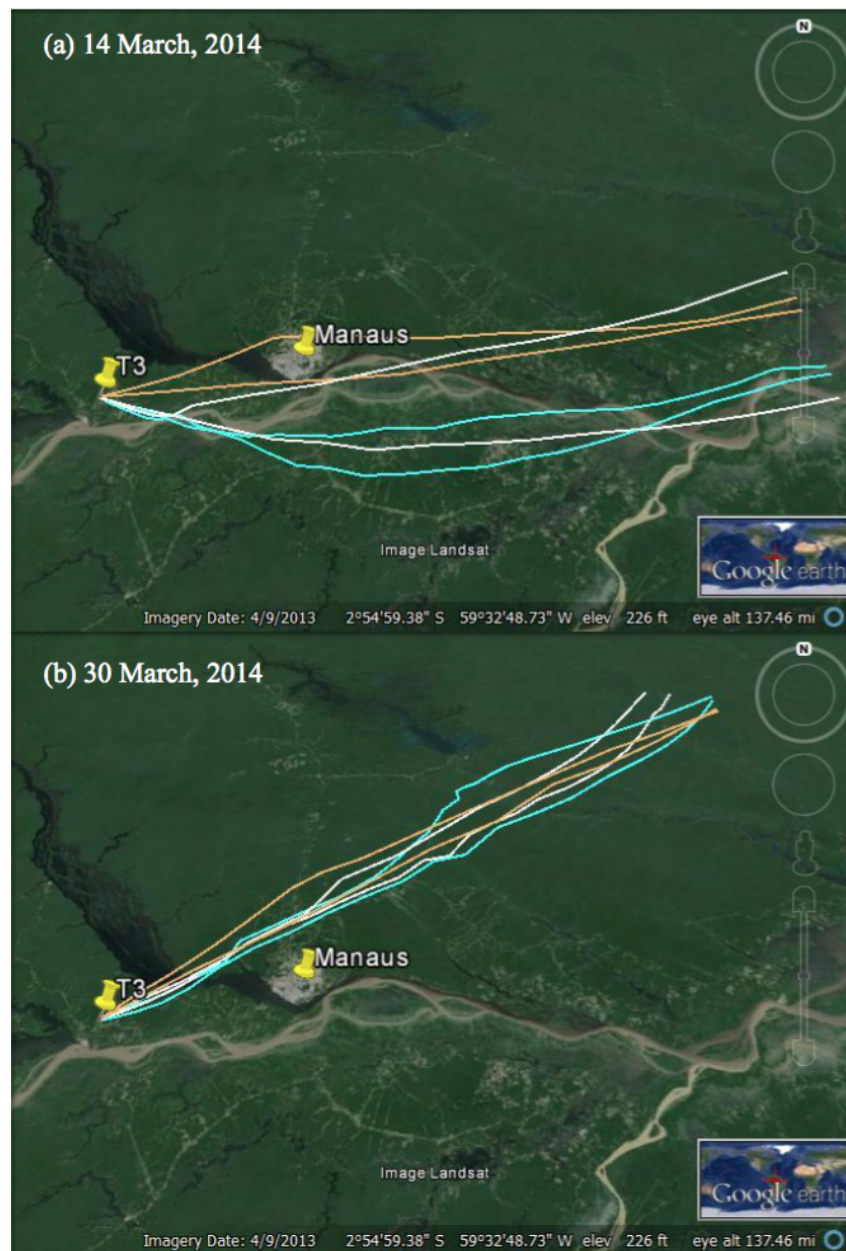 (a) 14 March, 2014
N
Manaus
T3
Image Landsat
Google earth
Imagery Date: 4/9/2013 2°54'59.38" S 59°32'48.73" W elev 226 ft eye alt 137.46 mi
(b) 30 March, 2014
N
Manaus
T3
Image Landsat
Google earth
Imagery Date: 4/9/2013 2°54'59.38" S 59°32'48.73" W elev 226 ft eye alt 137.46 mi